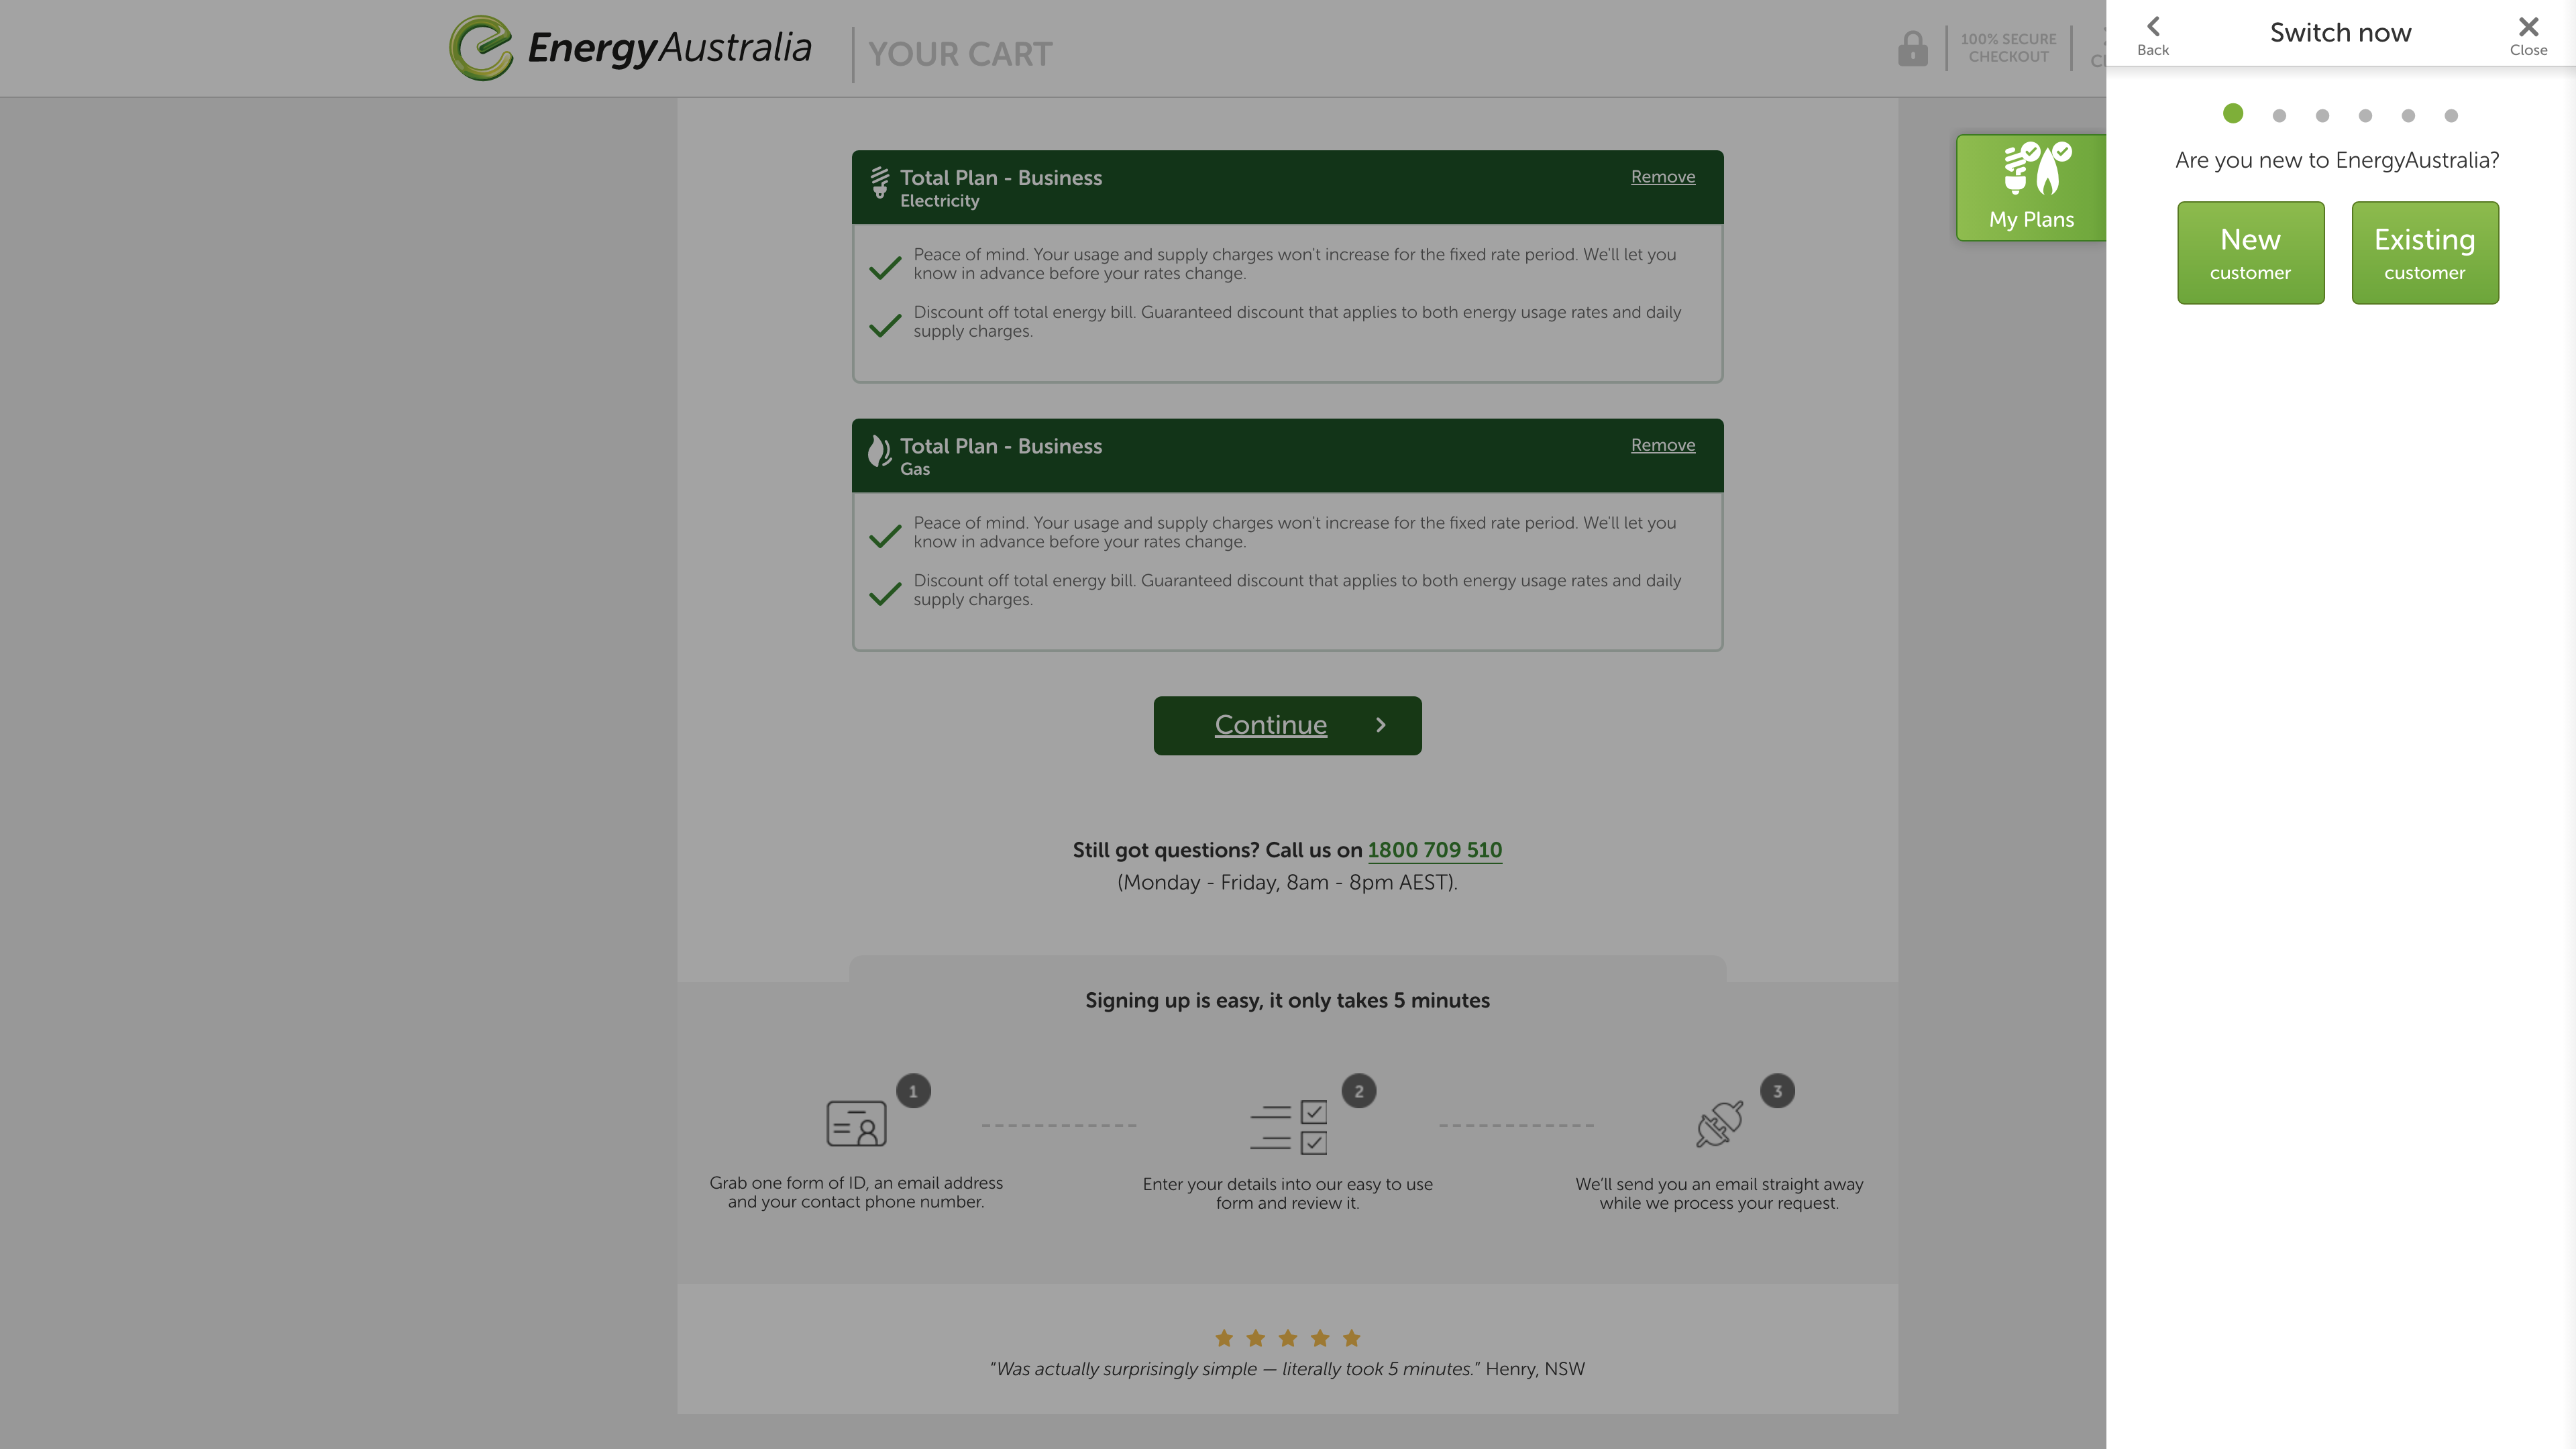 EnergyAustralia
YOUR CART
100% SECURE
CHECKOUT
Total Plan - Business
Electricity
Remove
Peace of mind. Your usage and supply charges won't increase for the fixed rate period. We'll let you
know in advance before your rates change.
Discount off total energy bill. Guaranteed discount that applies to both energy usage rates and daily
supply charges.
Total Plan - Business
Gas
Remove
Peace of mind. Your usage and supply charges won't increase for the fixed rate period. We'll let you
know in advance before your rates change.
Discount off total energy bill. Guaranteed discount that applies to both energy usage rates and daily
supply charges.
Continue
Still got questions? Call us on 1800 709 510
(Monday - Friday, 8am - 8pm AEST).
Signing up is easy, it only takes 5 minutes
1
Grab one form of ID, an email address
and your contact phone number.
2
Enter your details into our easy to use
form and review it.
3
We'll send you an email straight away
while we process your request.
"Was actually surprisingly simple — literally took 5 minutes." Henry, NSW
My Plans
Back
Switch now
Close
Are you new to EnergyAustralia?
New
customer
Existing
customer